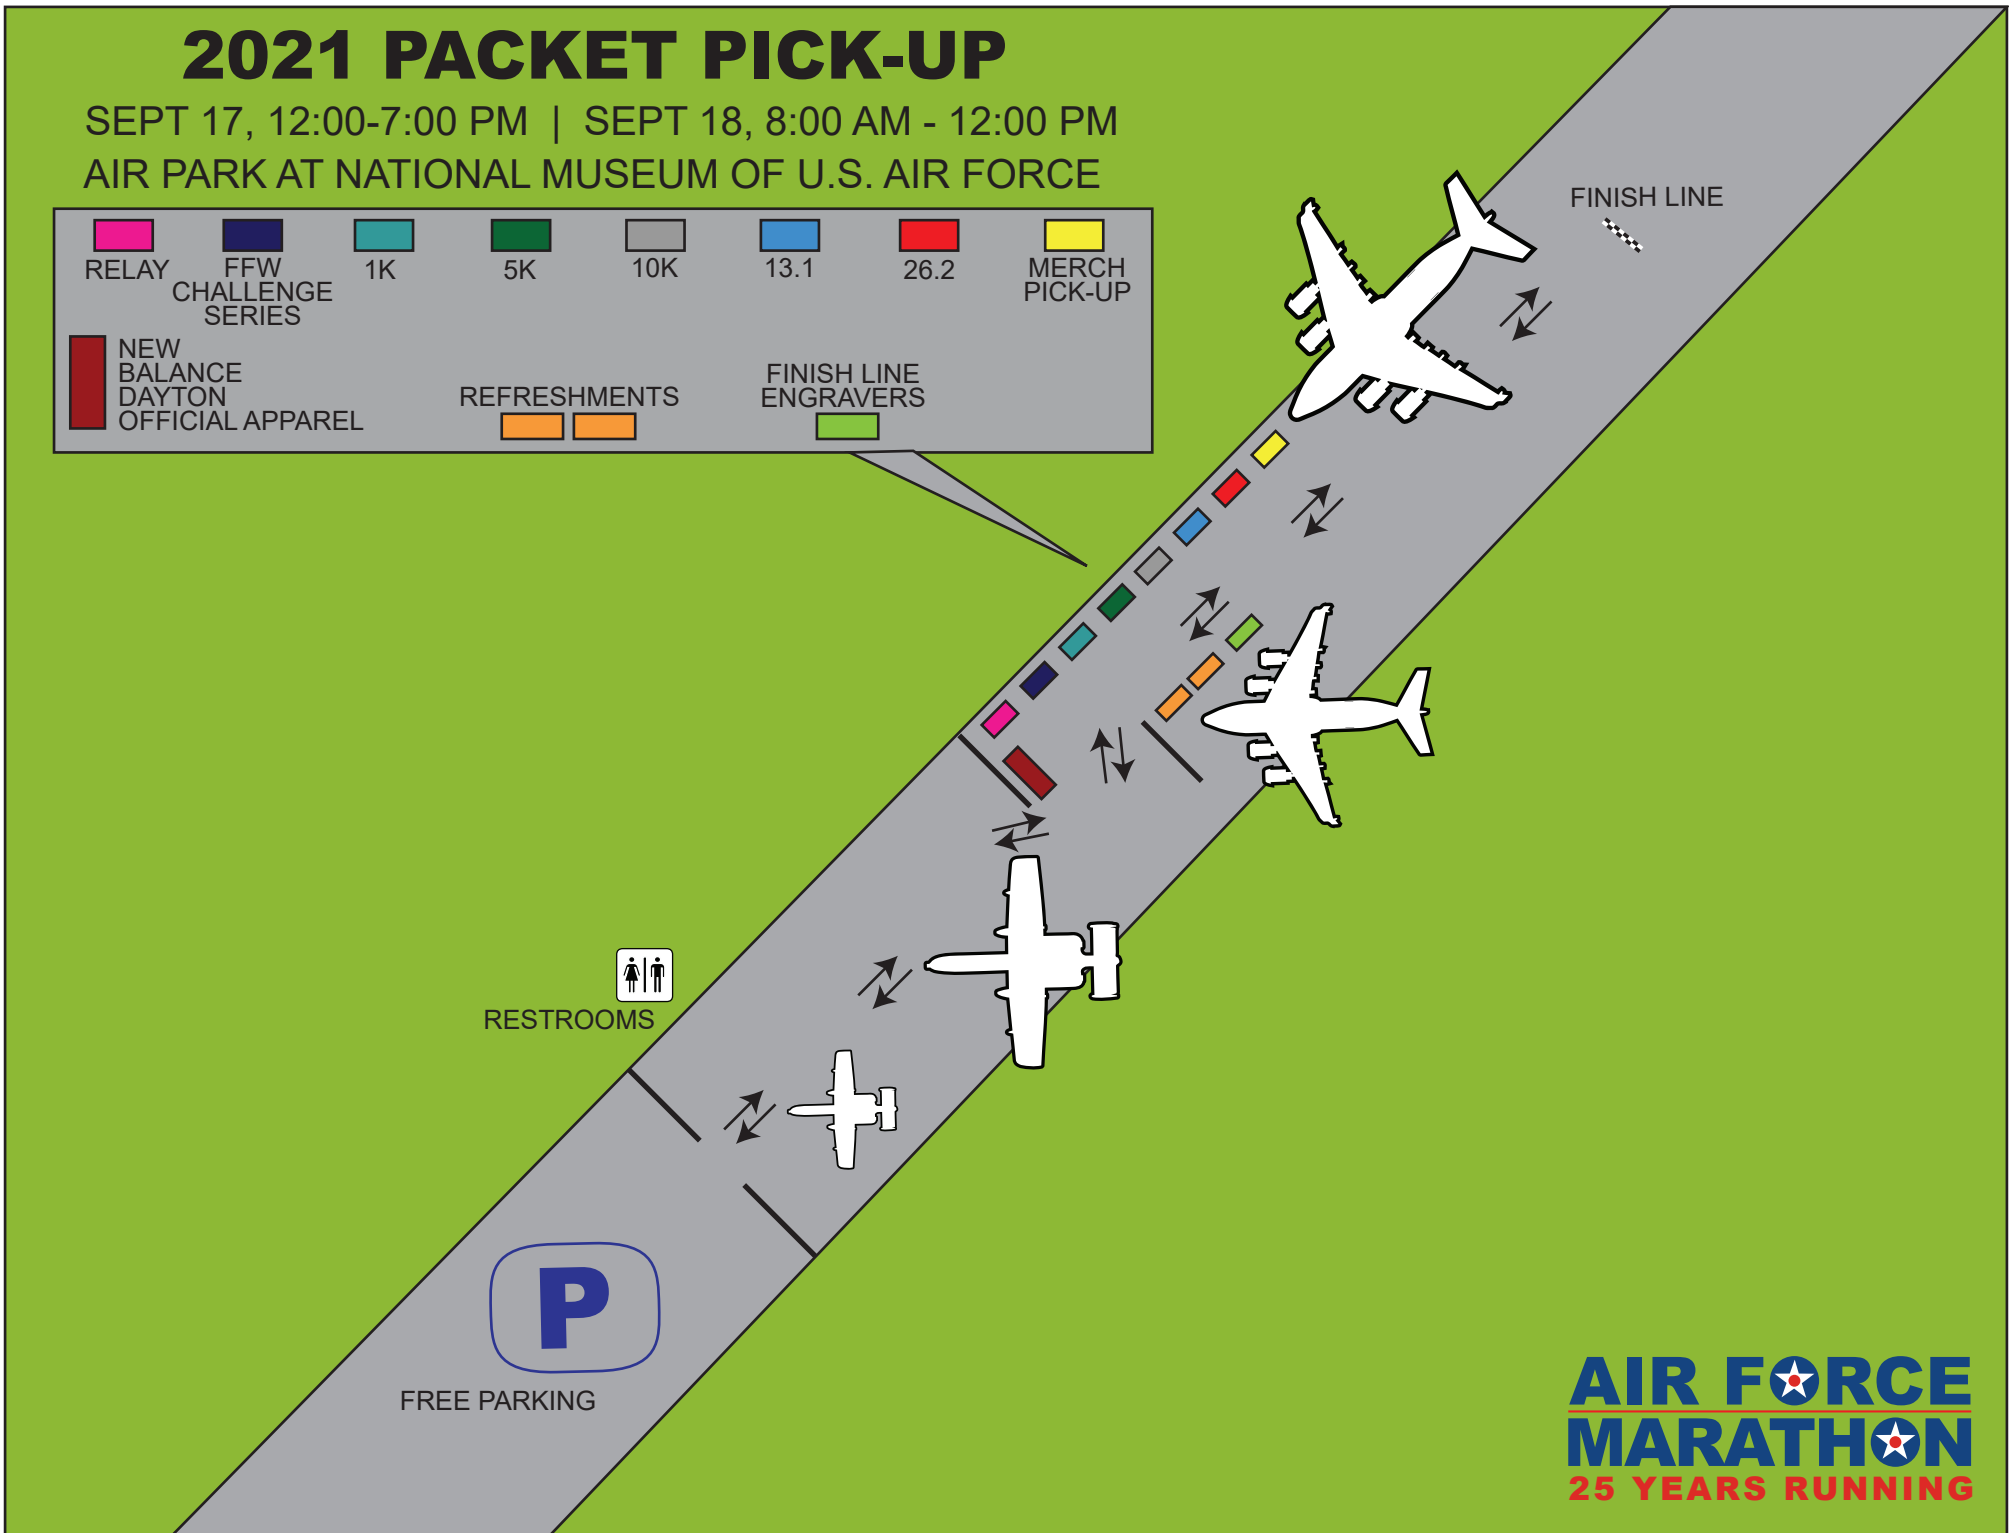 2021 PACKET PICK-UP
SEPT 17, 12:00-7:00 PM | SEPT 18, 8:00 AM - 12:00 PM
AIR PARK AT NATIONAL MUSEUM OF U.S. AIR FORCE
RELAY
FFW
CHALLENGE
SERIES
1K
5K
10K
13.1
26.2
MERCH
PICK-UP
NEW
BALANCE
DAYTON
OFFICIAL APPAREL
REFRESHMENTS
FINISH LINE
ENGRAVERS
FINISH LINE
RESTROOMS
P
FREE PARKING
AIR FORCE
MARATHON
25 YEARS RUNNING